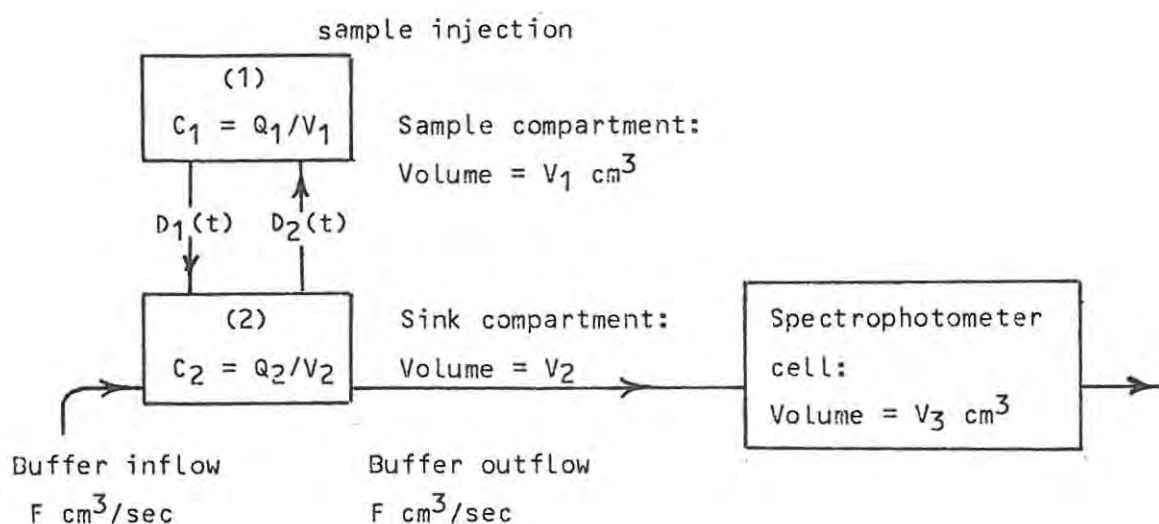 sample injection
(1)
C₁ = Q₁/V₁
Sample compartment:
Volume = V₁ cm³
D₁(t)
D₂(t)
(2)
C₂ = Q₂/V₂
Sink compartment:
Volume = V₂
Spectrophotometer
cell:
Volume = V₃ cm³
Buffer inflow
F cm³/sec
Buffer outflow
F cm³/sec